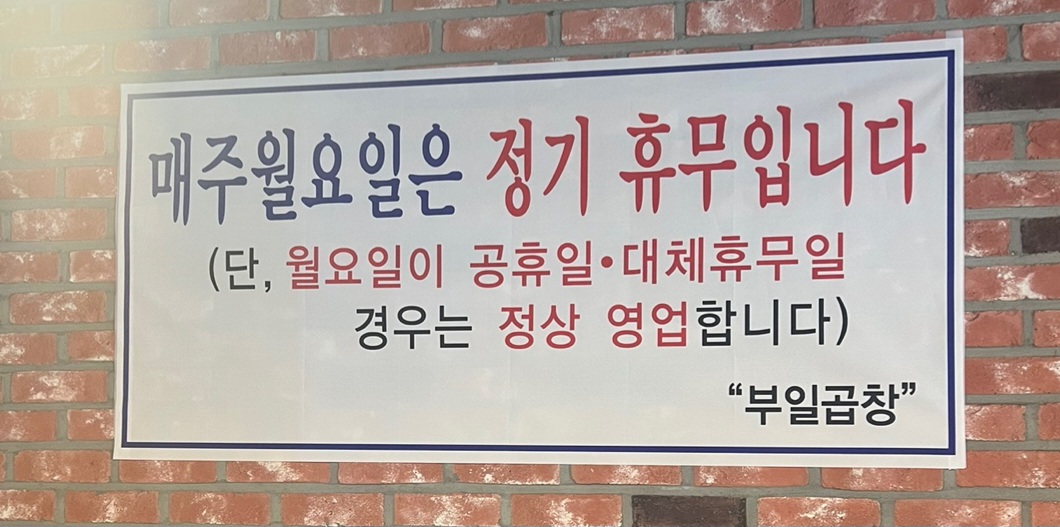 매주월요일은 정기 휴무입니다
(단, 월요일이 공휴일•대체휴무일
경우는 정상 영업합니다)
“부일곱창”